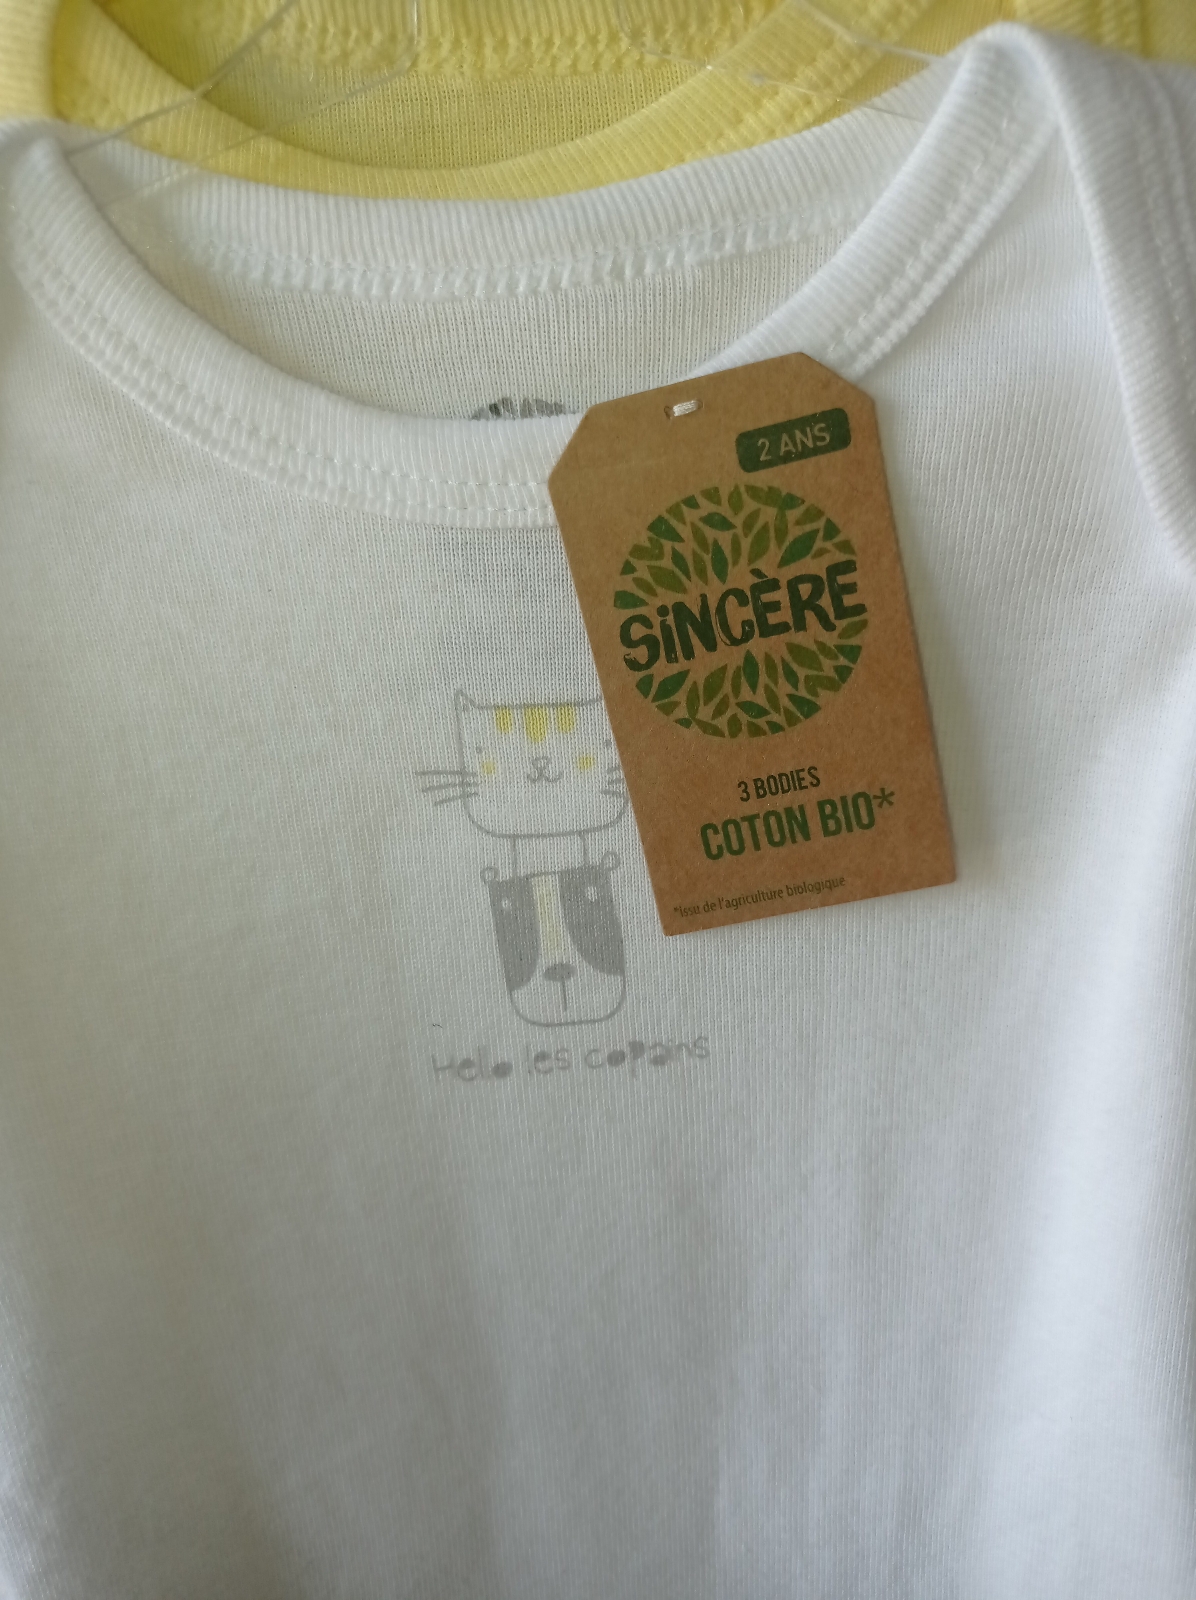 2 ANS
SiNCÈRE
3 BODIES
COTON BIO*
*issu de l'agriculture biologique
Hello les copains